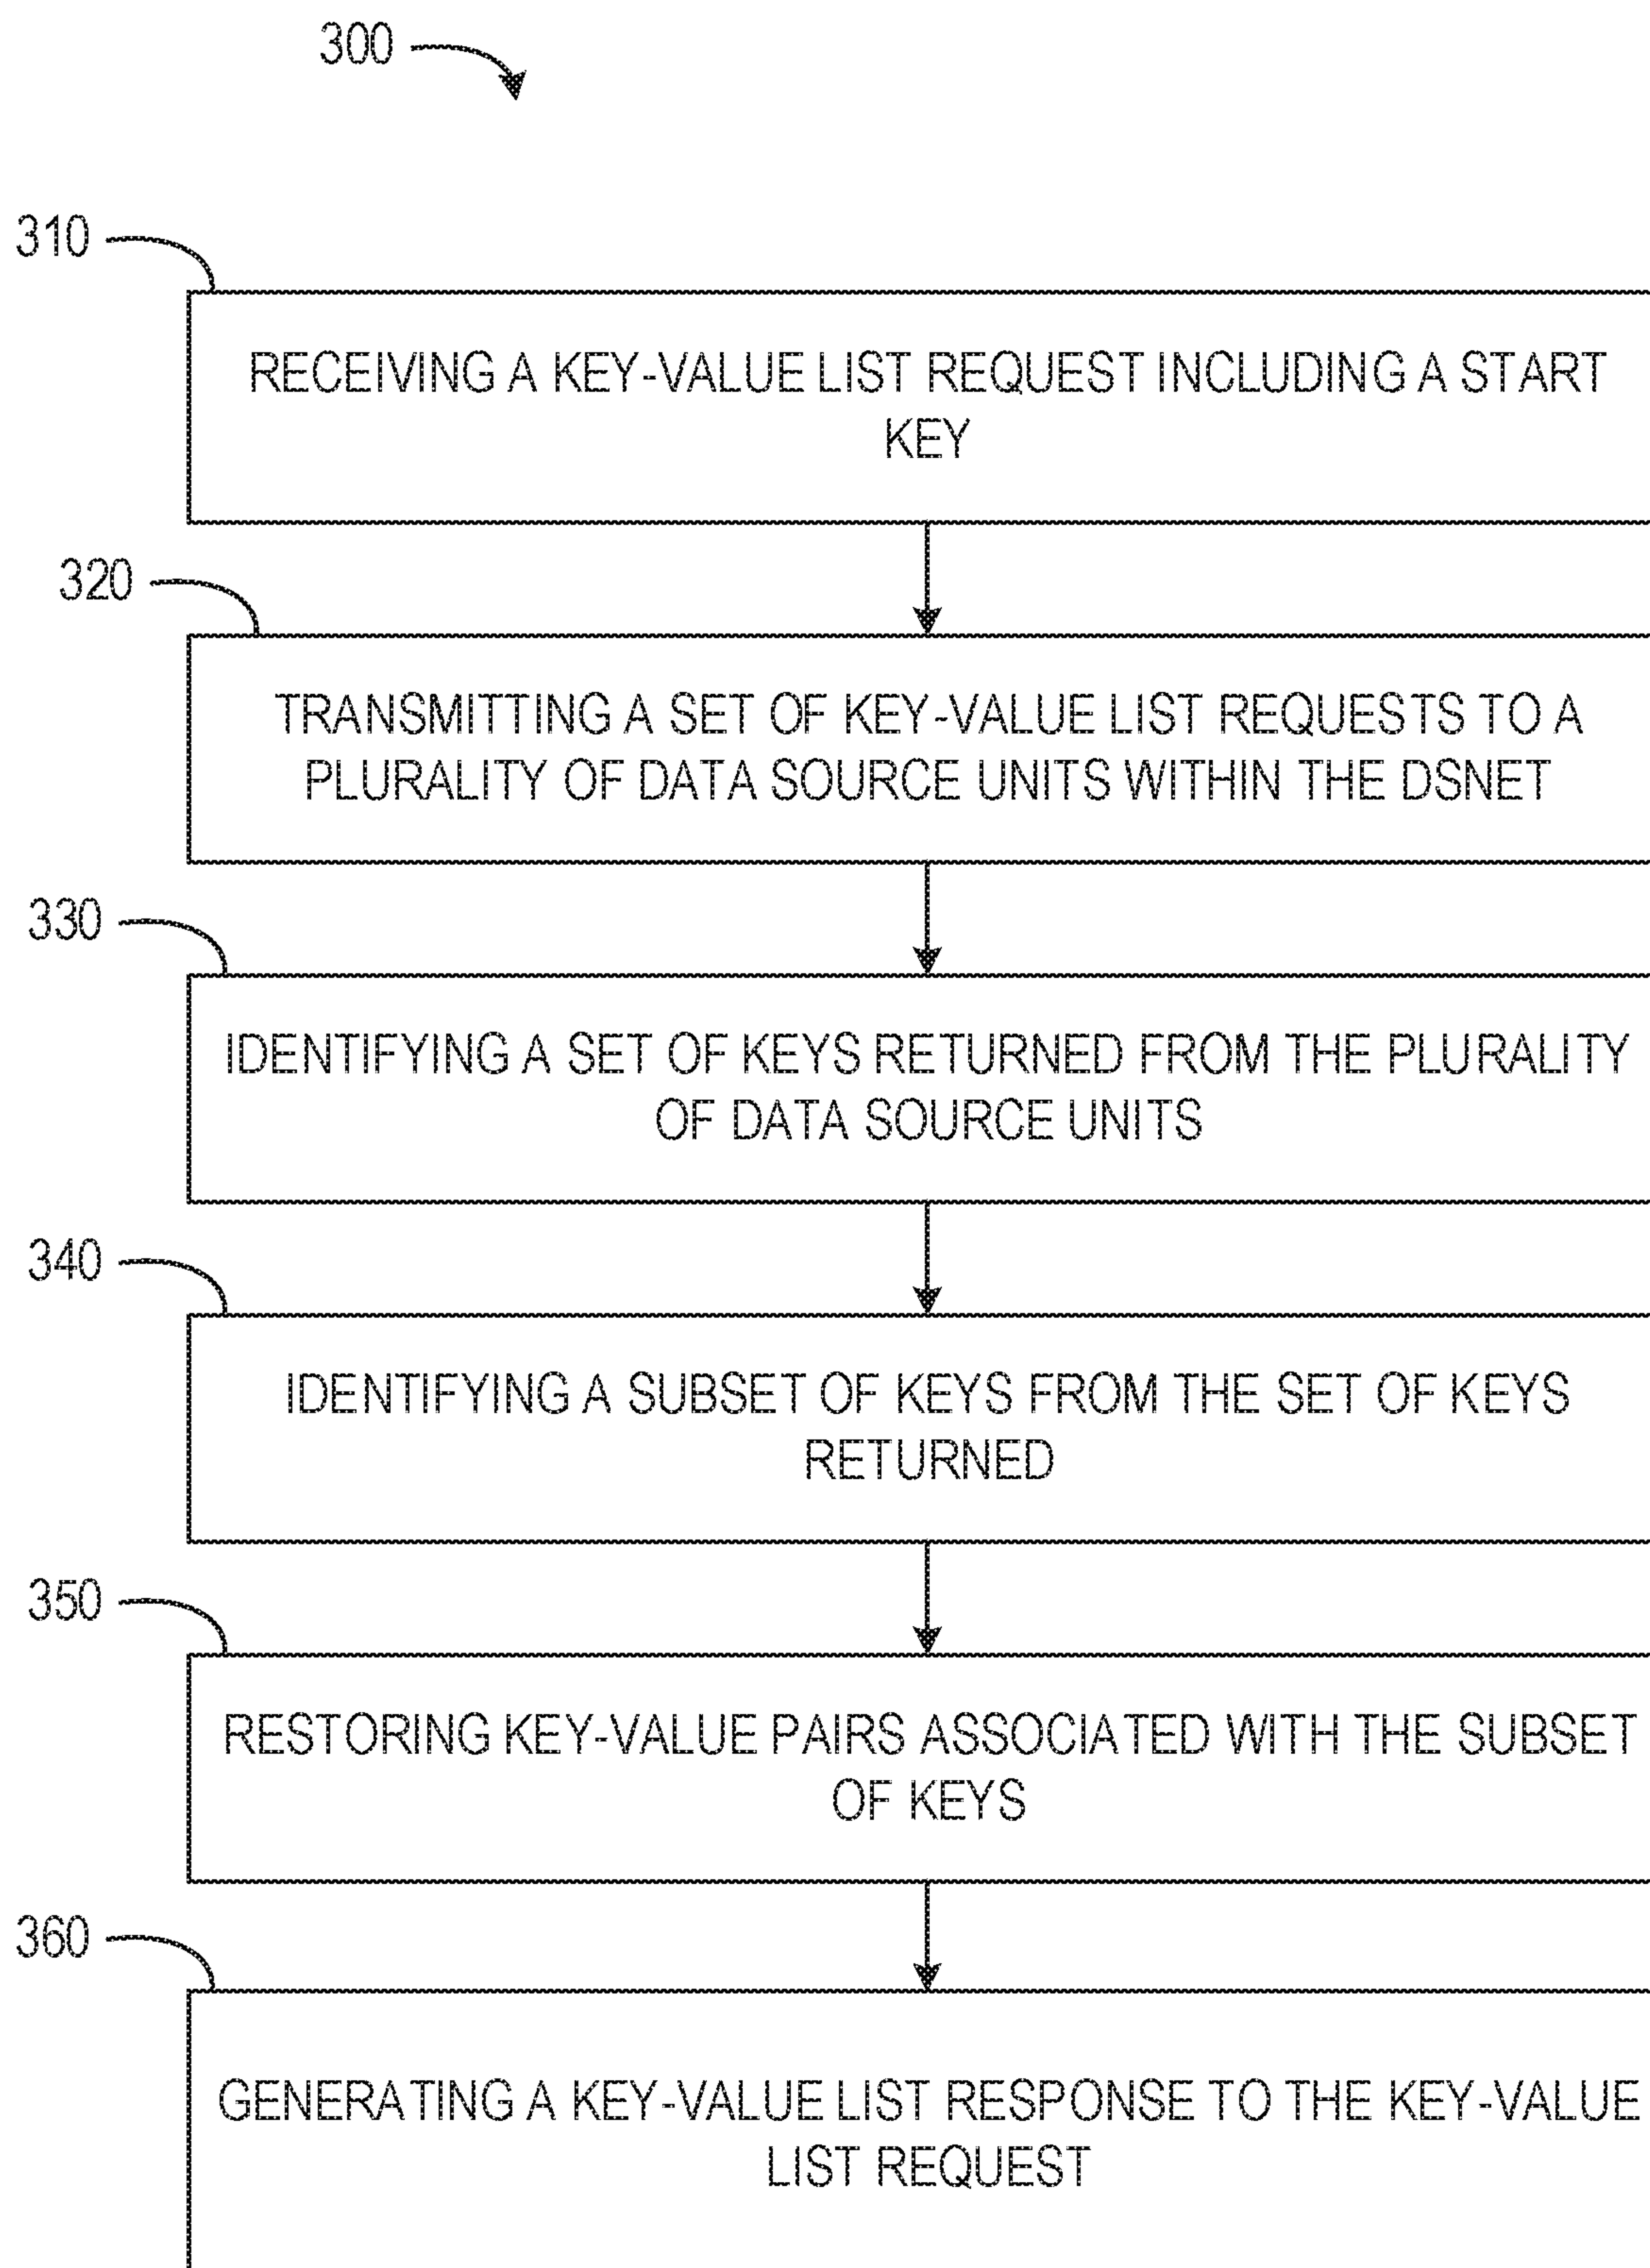 300
310
RECEIVING A KEY-VALUE LIST REQUEST INCLUDING A START
KEY
320
TRANSMITTING A SET OF KEY-VALUE LIST REQUESTS TO A
PLURALITY OF DATA SOURCE UNITS WITHIN THE DSNET
330
IDENTIFYING A SET OF KEYS RETURNED FROM THE PLURALITY
OF DATA SOURCE UNITS
340
IDENTIFYING A SUBSET OF KEYS FROM THE SET OF KEYS
RETURNED
350
RESTORING KEY-VALUE PAIRS ASSOCIATED WITH THE SUBSET
OF KEYS
360
GENERATING A KEY-VALUE LIST RESPONSE TO THE KEY-VALUE
LIST REQUEST